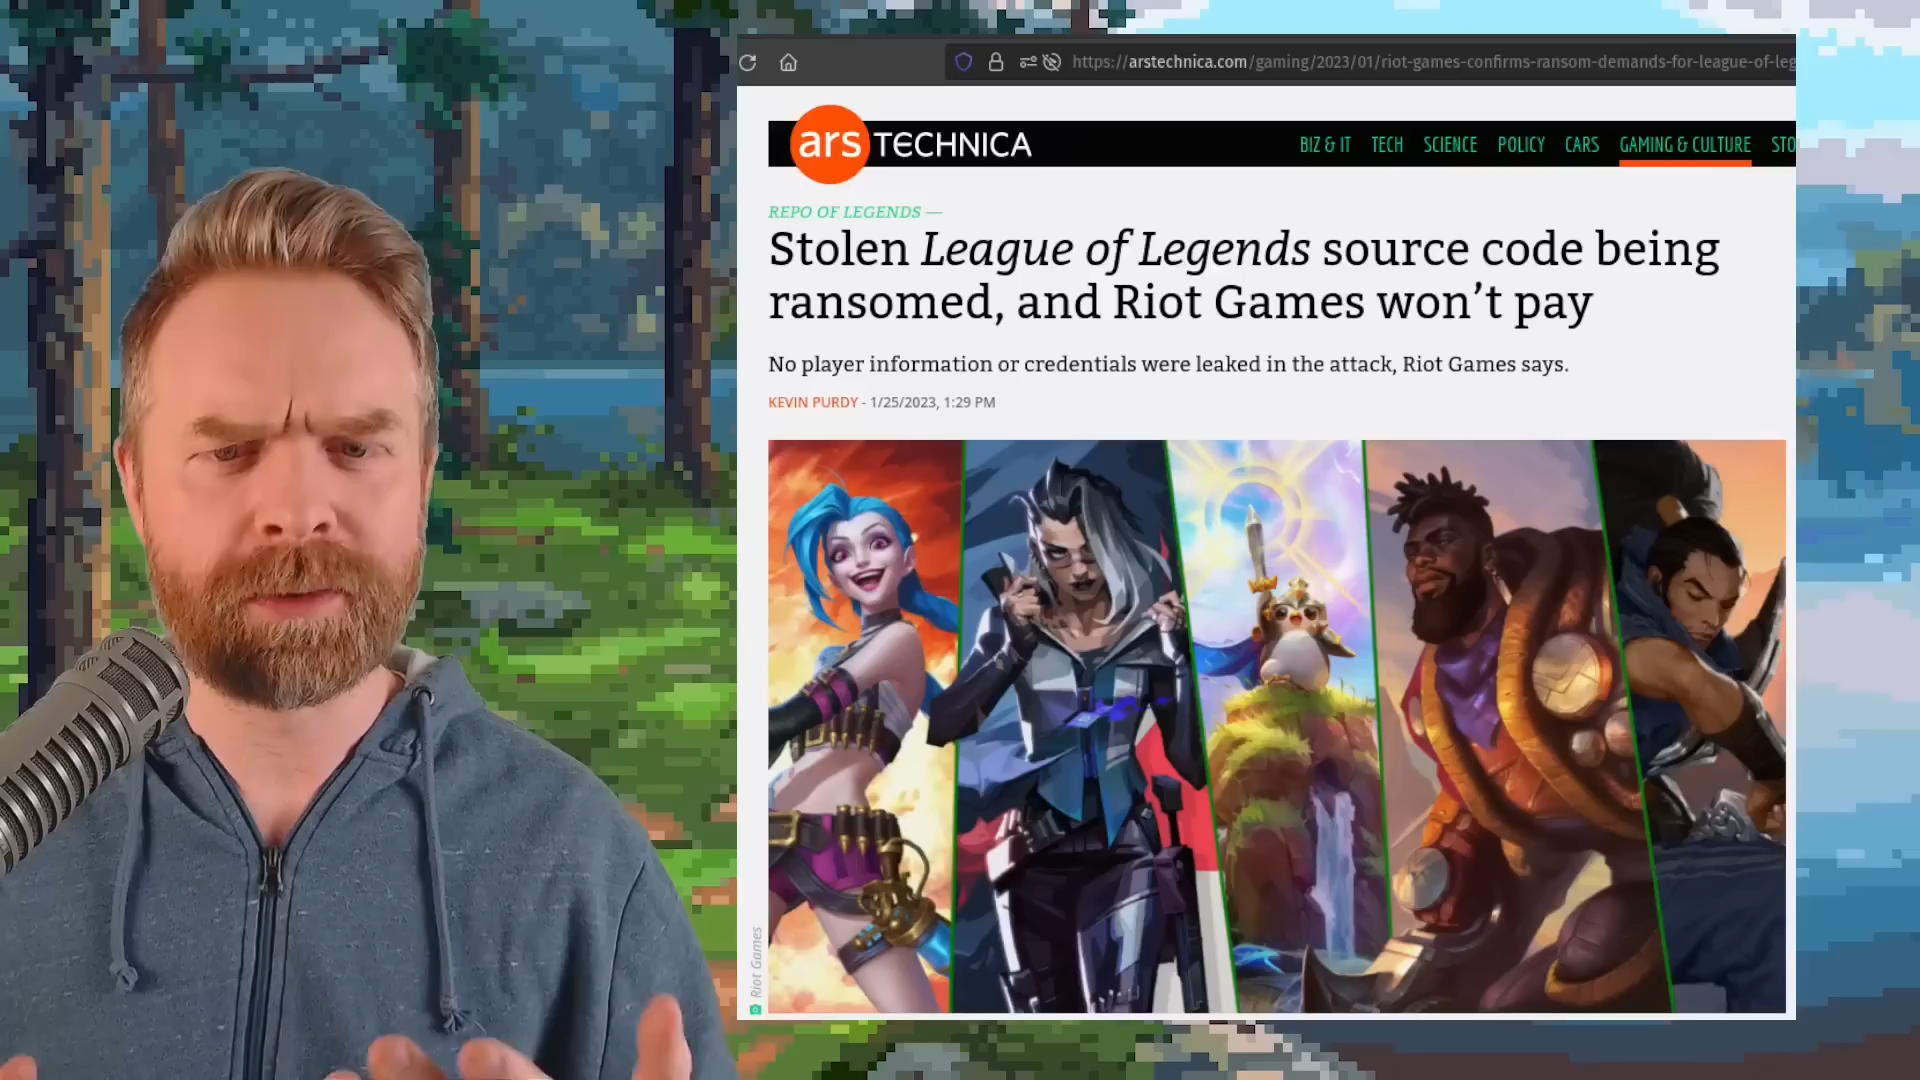 https://arstechnica.com/gaming/2023/01/riot-games-confirms-ransom-demands-for-league-of-leg
ars TECHNICA
BIZ & IT TECH SCIENCE POLICY CARS GAMING & CULTURE STO
REPO OF LEGENDS —
Stolen League of Legends source code being
ransomed, and Riot Games won’t pay
No player information or credentials were leaked in the attack, Riot Games says.
KEVIN PURDY - 1/25/2023, 1:29 PM
Riot Games